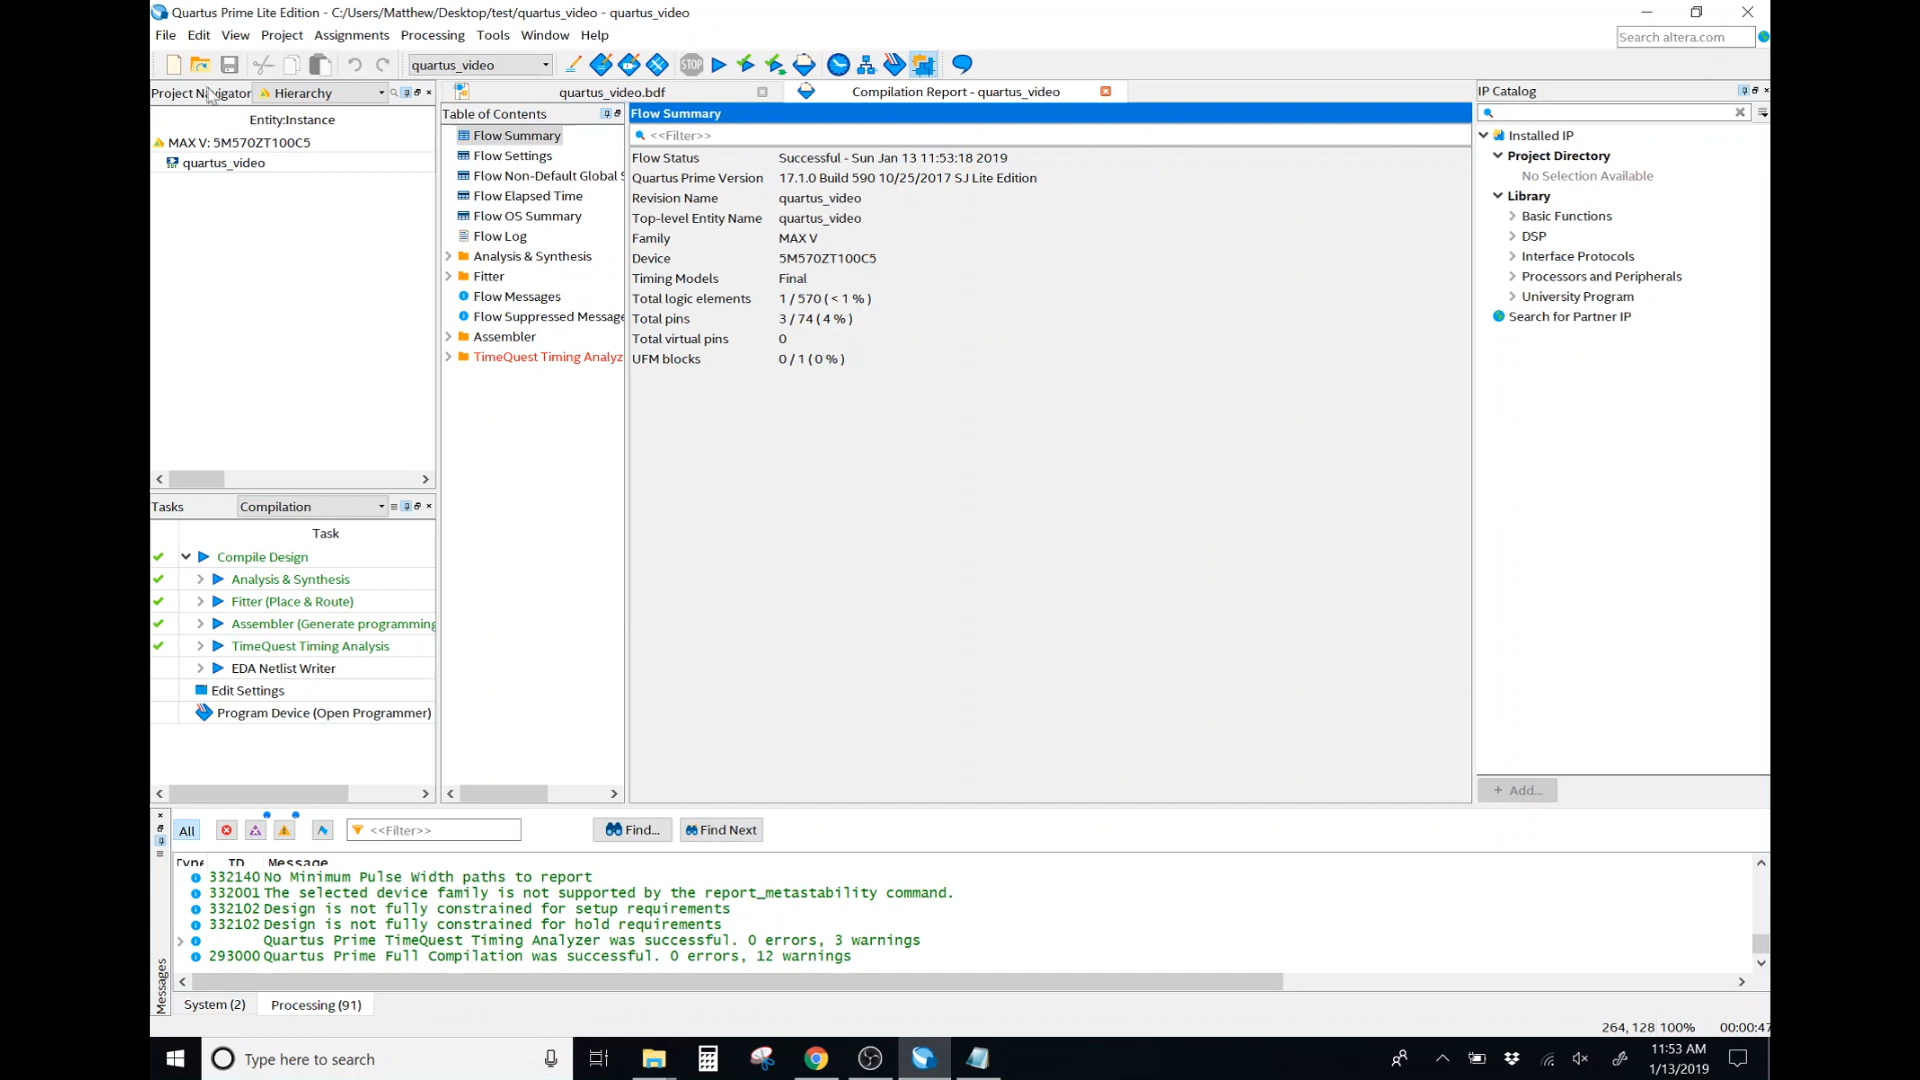 Quartus Prime Lite Edition - C:/Users/Matthew/Desktop/test/quartus_video - quartus_video
File Edit View Project Assignments Processing Tools Window Help
Search altera.com
quartus_video
STOP
Project Navigator Hierarchy
Entity:Instance
MAX V: 5M570ZT100C5
quartus_video
Tasks Compilation
Task
Compile Design
Analysis & Synthesis
Fitter (Place & Route)
Assembler (Generate programming
TimeQuest Timing Analysis
EDA Netlist Writer
Edit Settings
Program Device (Open Programmer)
quartus_video.bdf
Compilation Report - quartus_video
Table of Contents
Flow Summary
Flow Settings
Flow Non-Default Global S
Flow Elapsed Time
Flow OS Summary
Flow Log
Analysis & Synthesis
Fitter
Flow Messages
Flow Suppressed Message
Assembler
TimeQuest Timing Analyz
Flow Summary
<<Filter>>
Flow Status Successful - Sun Jan 13 11:53:18 2019
Quartus Prime Version 17.1.0 Build 590 10/25/2017 SJ Lite Edition
Revision Name quartus_video
Top-level Entity Name quartus_video
Family MAX V
Device 5M570ZT100C5
Timing Models Final
Total logic elements 1 / 570 ( < 1 % )
Total pins 3 / 74 ( 4 % )
Total virtual pins 0
UFM blocks 0 / 1 ( 0 % )
IP Catalog
Installed IP
Project Directory
No Selection Available
Library
Basic Functions
DSP
Interface Protocols
Processors and Peripherals
University Program
Search for Partner IP
+ Add...
All <<Filter>> Find... Find Next
Type ID Message
332140 No Minimum Pulse Width paths to report
332001 The selected device family is not supported by the report_metastability command.
332102 Design is not fully constrained for setup requirements
332102 Design is not fully constrained for hold requirements
Quartus Prime TimeQuest Timing Analyzer was successful. 0 errors, 3 warnings
293000 Quartus Prime Full Compilation was successful. 0 errors, 12 warnings
Messages
System (2) Processing (91)
264, 128 100% 00:00:47
Type here to search
11:53 AM
1/13/2019